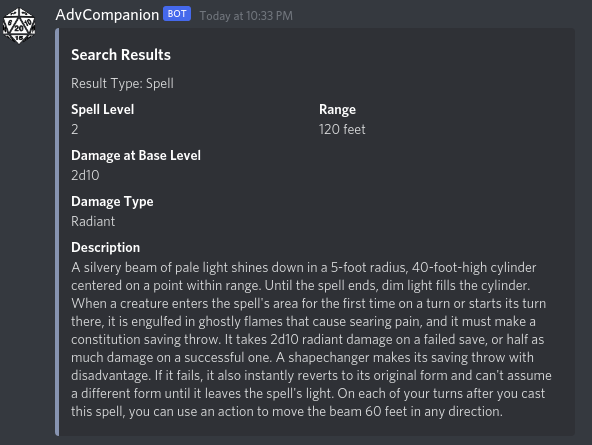 AdvCompanion BOT Today at 10:33 PM
Search Results
Result Type: Spell
Spell Level Range
2 120 feet
Damage at Base Level
2d10
Damage Type
Radiant
Description
A silvery beam of pale light shines down in a 5-foot radius, 40-foot-high cylinder
centered on a point within range. Until the spell ends, dim light fills the cylinder.
When a creature enters the spell's area for the first time on a turn or starts its turn
there, it is engulfed in ghostly flames that cause searing pain, and it must make a
constitution saving throw. It takes 2d10 radiant damage on a failed save, or half as
much damage on a successful one. A shapechanger makes its saving throw with
disadvantage. If it fails, it also instantly reverts to its original form and can't assume
a different form until it leaves the spell's light. On each of your turns after you cast
this spell, you can use an action to move the beam 60 feet in any direction.